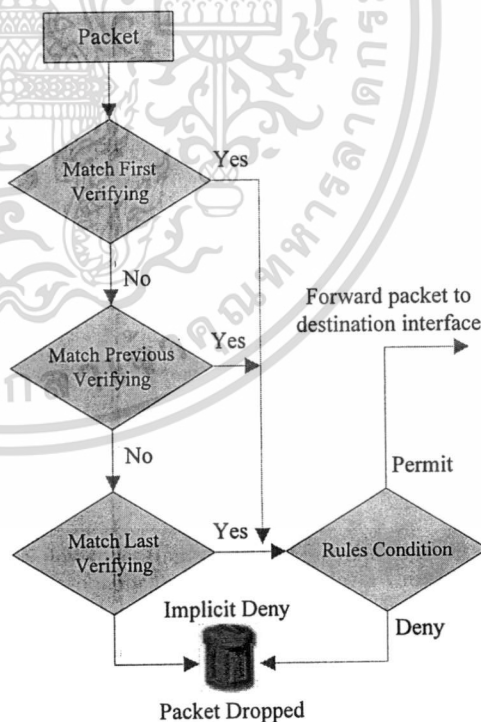 Packet
Match First
Verifying
Yes
No
Match Previous
Verifying
Yes
No
Match Last
Verifying
Yes
Forward packet to
destination interface
Permit
Rules Condition
Deny
Implicit Deny
Packet Dropped